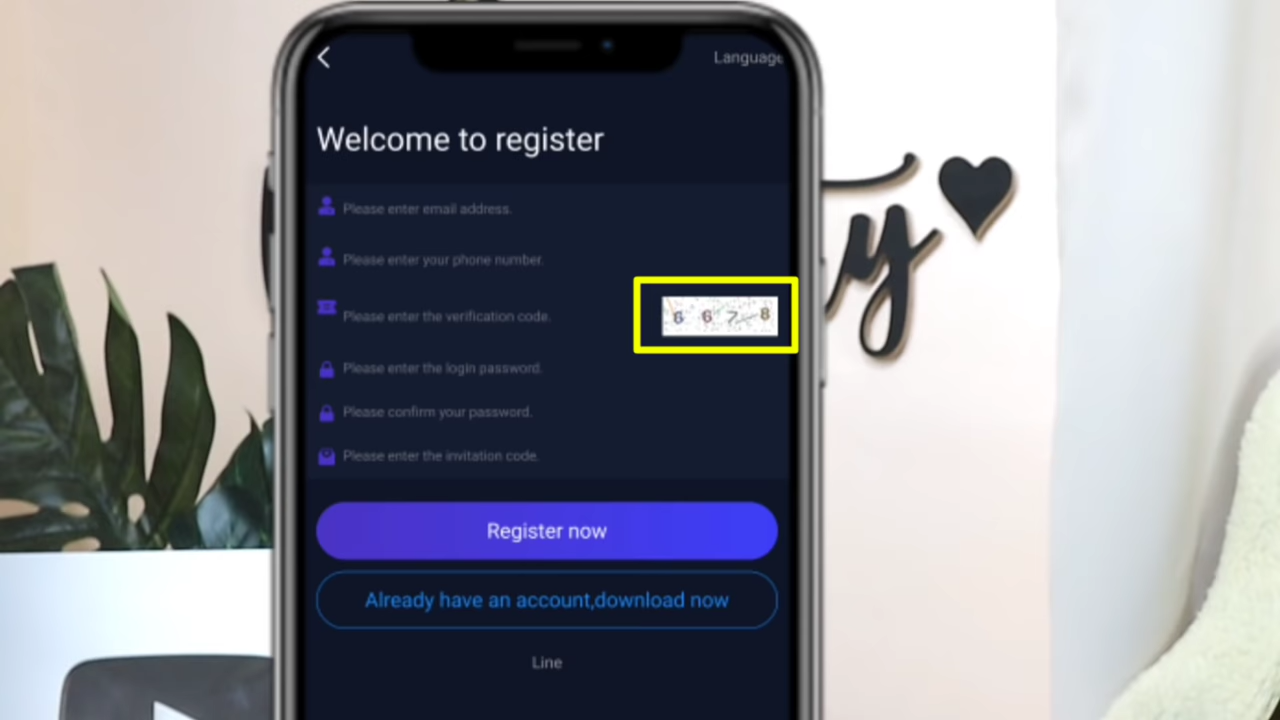 Language
Welcome to register
Please enter email address.
Please enter your phone number.
Please enter the verification code.
6 6 7 8
Please enter the login password.
Please confirm your password.
Please enter the invitation code.
Register now
Already have an account,download now
Line
y